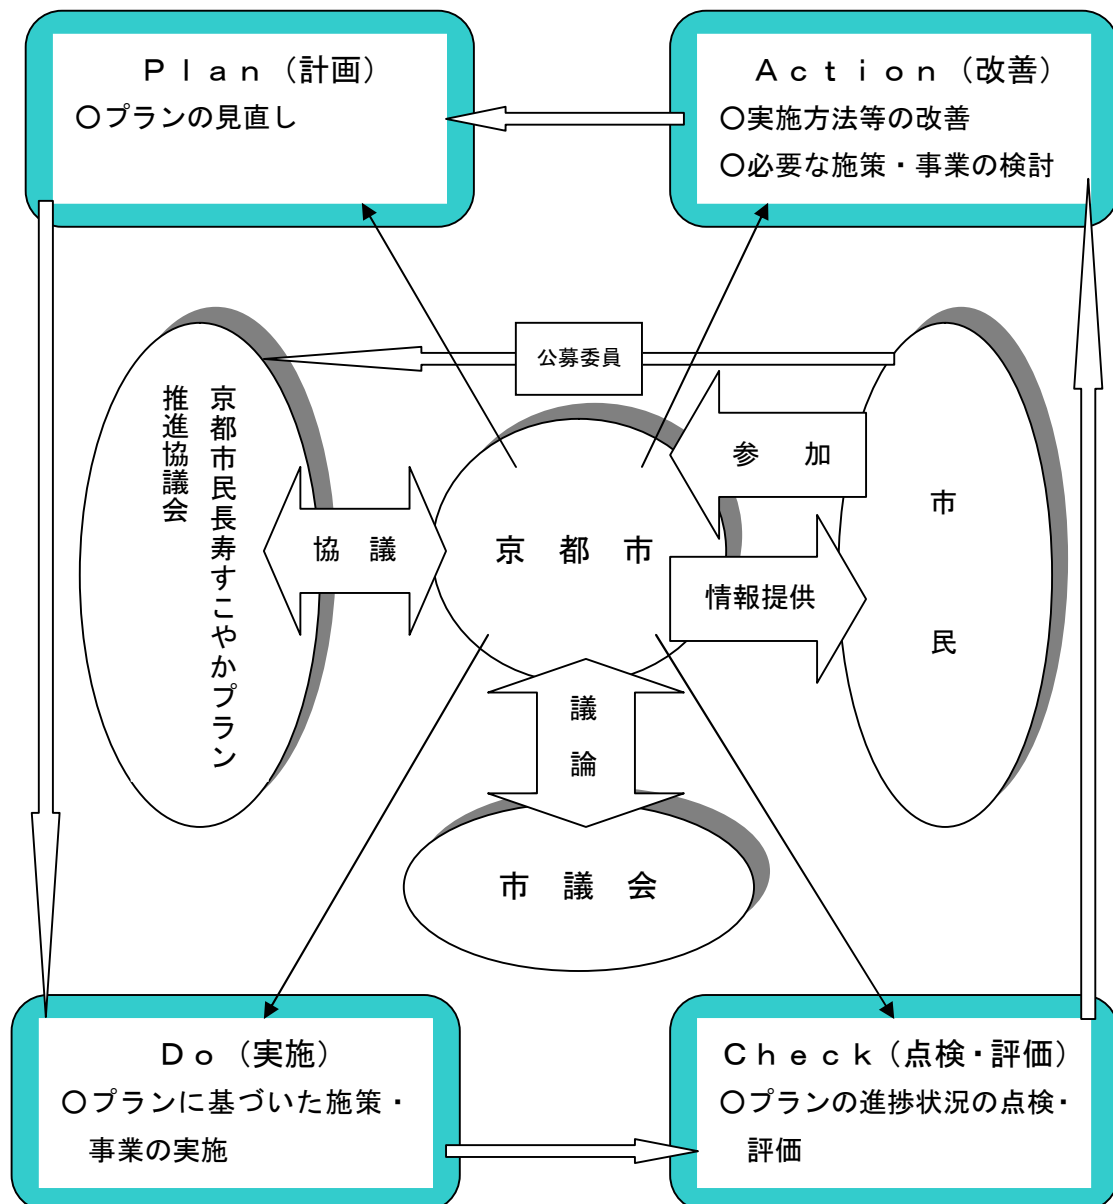 Ｐｌａｎ（計画）
○プランの見直し
Ａｃｔｉｏｎ（改善）
○実施方法等の改善
○必要な施策・事業の検討
公募委員
京都市民長寿すこやかプラン
推進協議会
協議
京都市
参加
情報提供
市民
議論
市議会
Ｄｏ（実施）
○プランに基づいた施策・
事業の実施
Ｃｈｅｃｋ（点検・評価）
○プランの進捗状況の点検・
評価